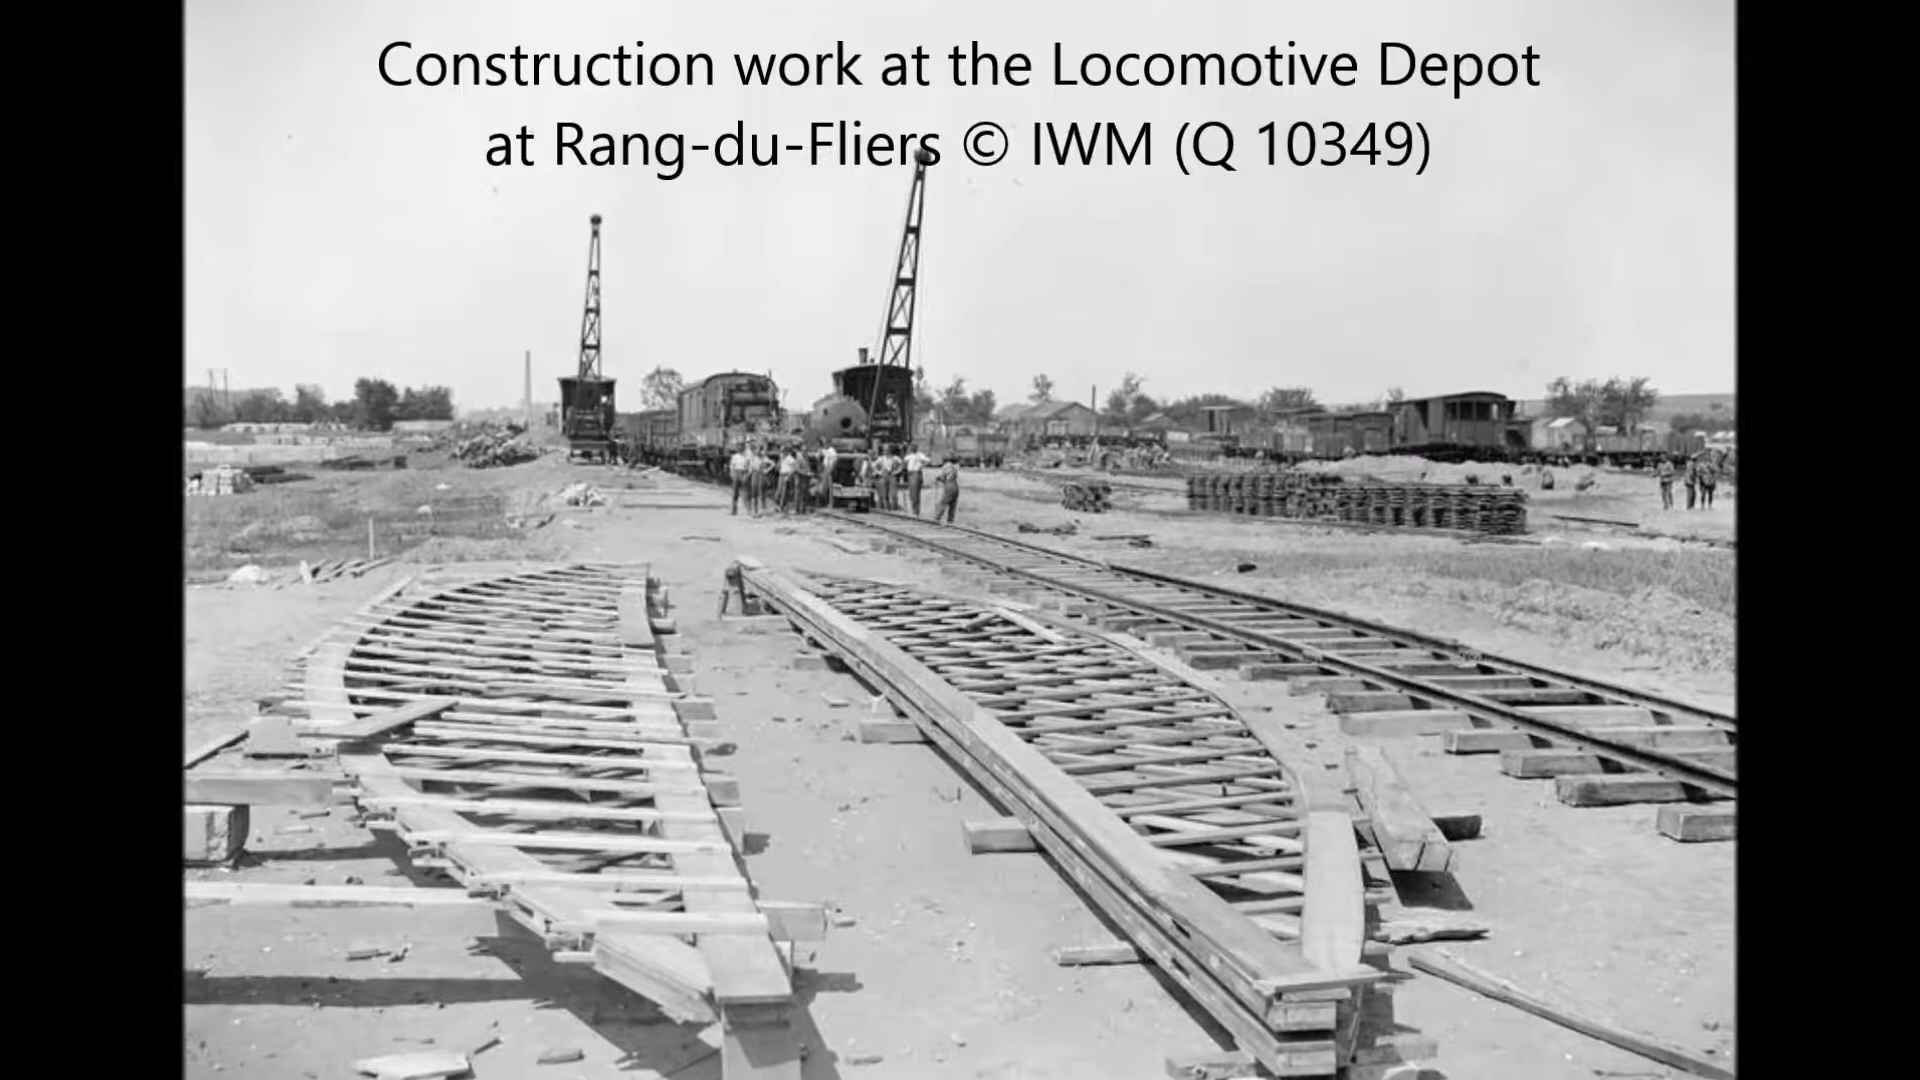 Construction work at the Locomotive Depot
at Rang-du-Fliers © IWM (Q 10349)